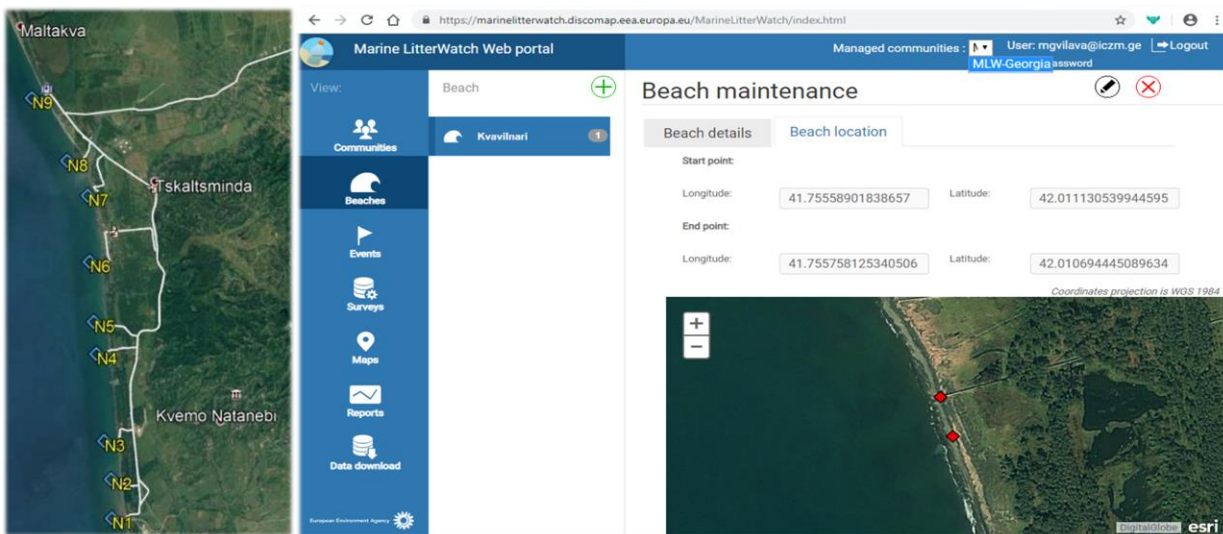 Maltakva
N9
N8
Tskaltsminda
N7
N6
N5
N4
Kvemo Natanebi
N3
N2
N1
https://marinelitterwatch.discomap.eea.europa.eu/MarineLitterWatch/index.html
Marine LitterWatch Web portal
Managed communities :
User: mgvilava@iczm.ge
Logout
MLW-Georgia
assword
View:
Communities
Beaches
Events
Surveys
Maps
Reports
Data download
European Environment Agency
Beach
Kvavilnari
1
Beach maintenance
Beach details
Beach location
Start point:
Longitude:
41.75558901838657
Latitude:
42.011130539944595
End point:
Longitude:
41.755758125340506
Latitude:
42.010694445089634
Coordinates projection is WGS 1984
+
−
DigitalGlobe
esri